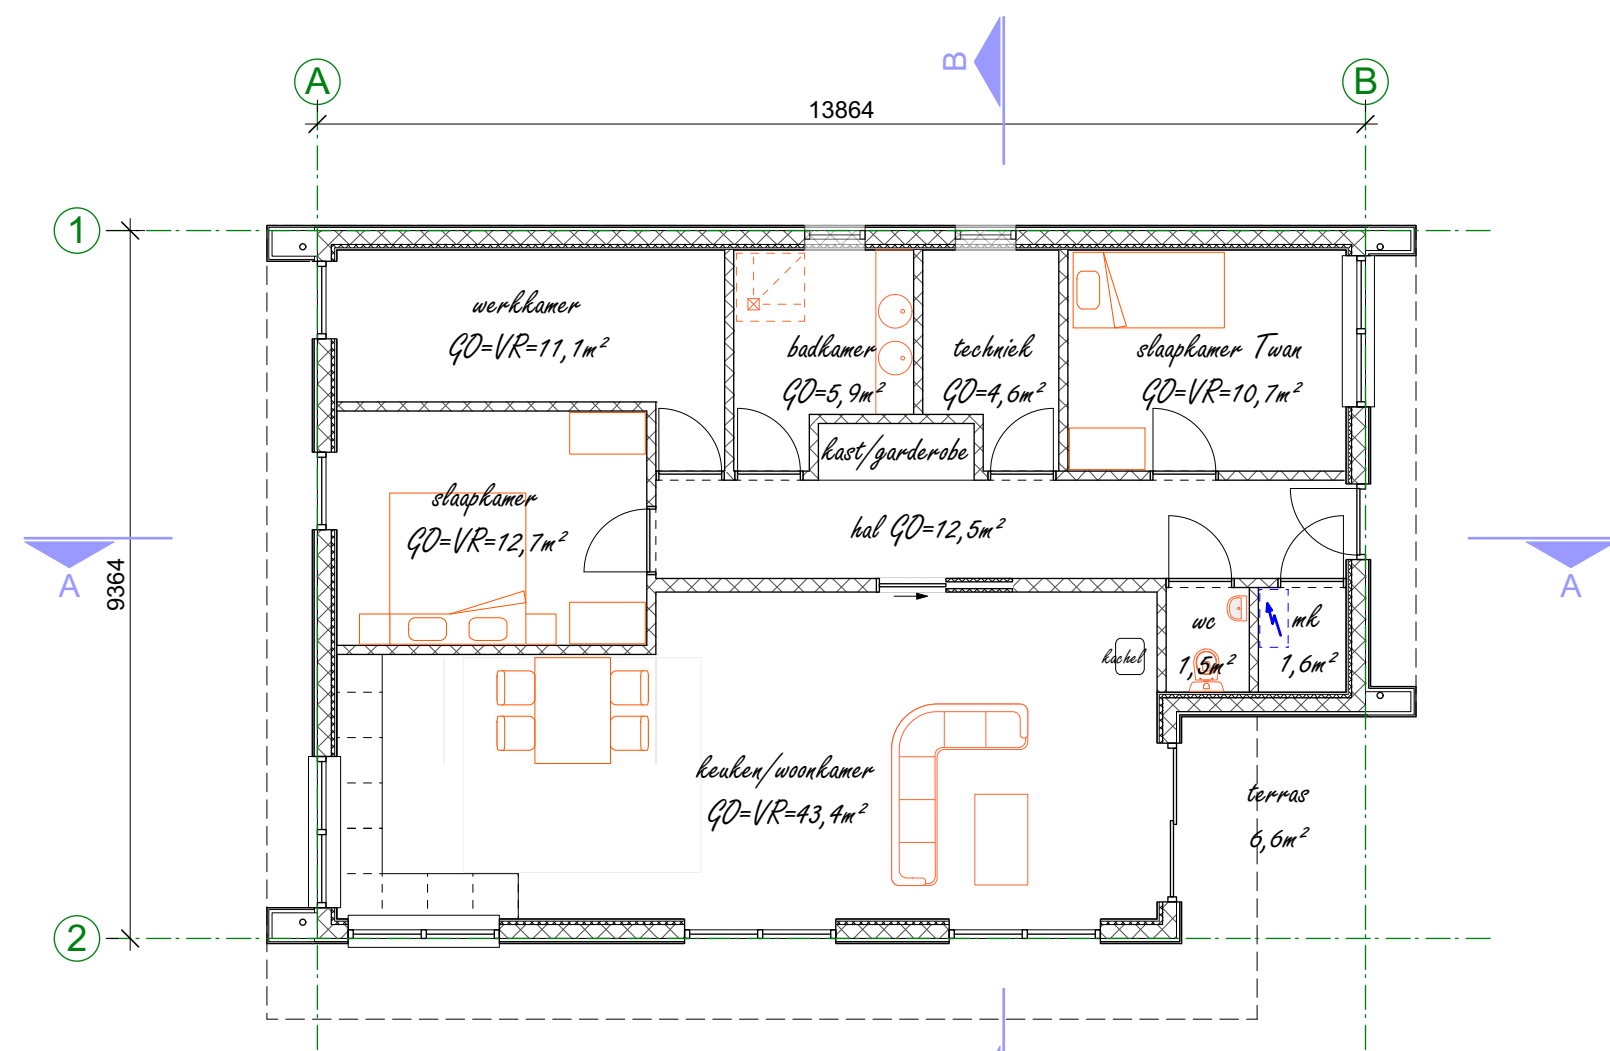 B
A
B
13864
1
werkkamer
GO=VR=11,1m²
badkamer
GO=5,9m²
techniek
GO=4,6m²
slaapkamer Twan
GO=VR=10,7m²
kast/garderobe
slaapkamer
GO=VR=12,7m²
hal GO=12,5m²
A
9364
A
wc
1,5m²
mk
1,6m²
kachel
keuken/woonkamer
GO=VR=43,4m²
terras
6,6m²
2